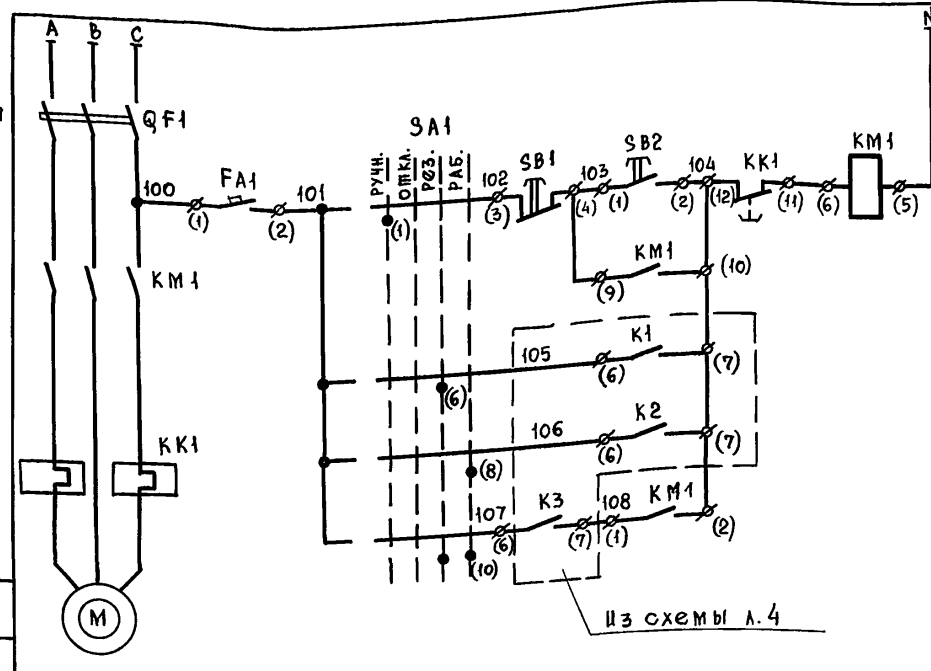 А В С N
QF1
SA1
РУЧН. ОТКЛ. РЕЗ. РАБ.
SB1 SB2 KM1
100 FA1 101 102 103 104 KK1
(1) (2) (1) (3) (4) (1) (2) (12) (11) (6) (5)
KM1 KM1
(9) (10)
105 K1
(6) (6) (7)
106 K2
KK1 (8) (6) (7)
107 K3 108 KM1
(10) (6) (7) (1) (2)
М
Из схемы л.4